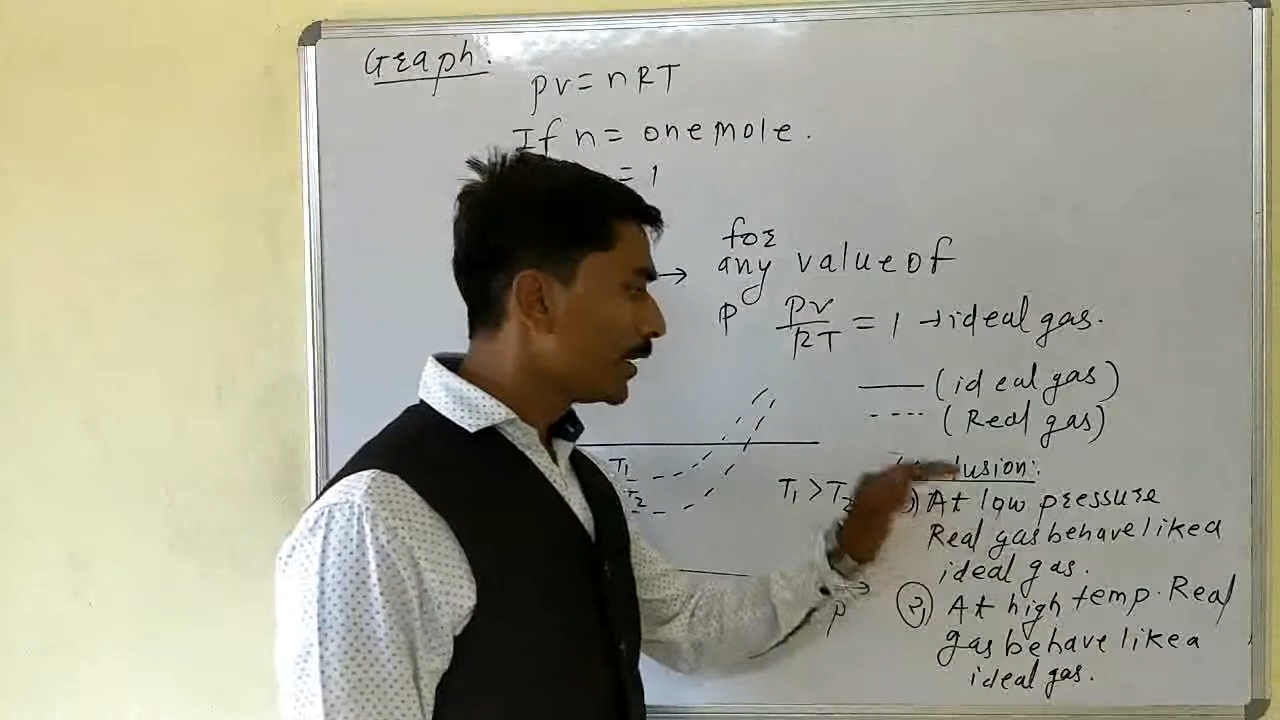 Graph.
PV = nRT
If n = one mole.
= 1
→ for
any value of
P PV/RT = 1 → ideal gas.
—— (ideal gas)
---- (Real gas)
T1
T2
T1 > T2
1) At low pressure
Real gas behave like a
ideal gas.
P
2) At high temp. Real
gas behave like a
ideal gas.